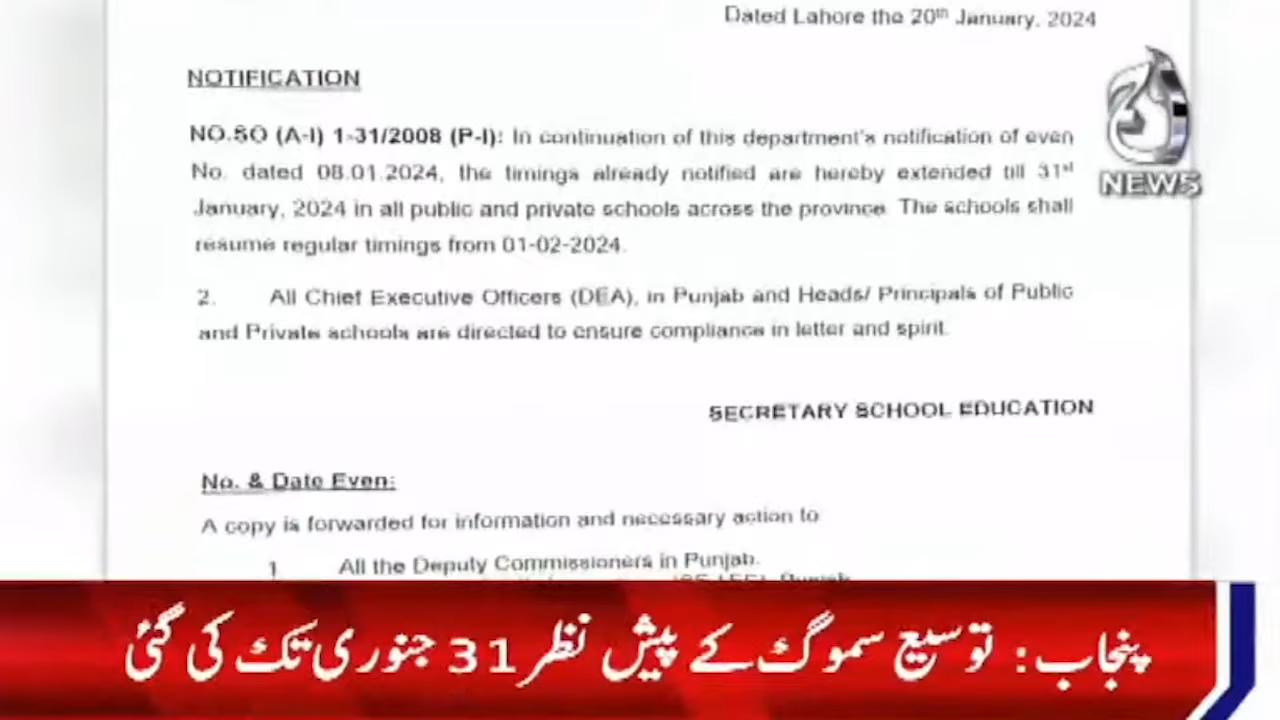 Dated Lahore the 20th January, 2024
NOTIFICATION
NO.SO (A-I) 1-31/2008 (P-I): In continuation of this department's notification of even
No. dated 08.01.2024, the timings already notified are hereby extended till 31st
January, 2024 in all public and private schools across the province. The schools shall
resume regular timings from 01-02-2024.
2. All Chief Executive Officers (DEA), in Punjab and Heads/ Principals of Public
and Private schools are directed to ensure compliance in letter and spirit.
SECRETARY SCHOOL EDUCATION
No. & Date Even:
A copy is forwarded for information and necessary action to
1. All the Deputy Commissioners in Punjab.
NEWS
پنجاب: توسیع سموگ کے پیش نظر 31 جنوری تک کی گئی